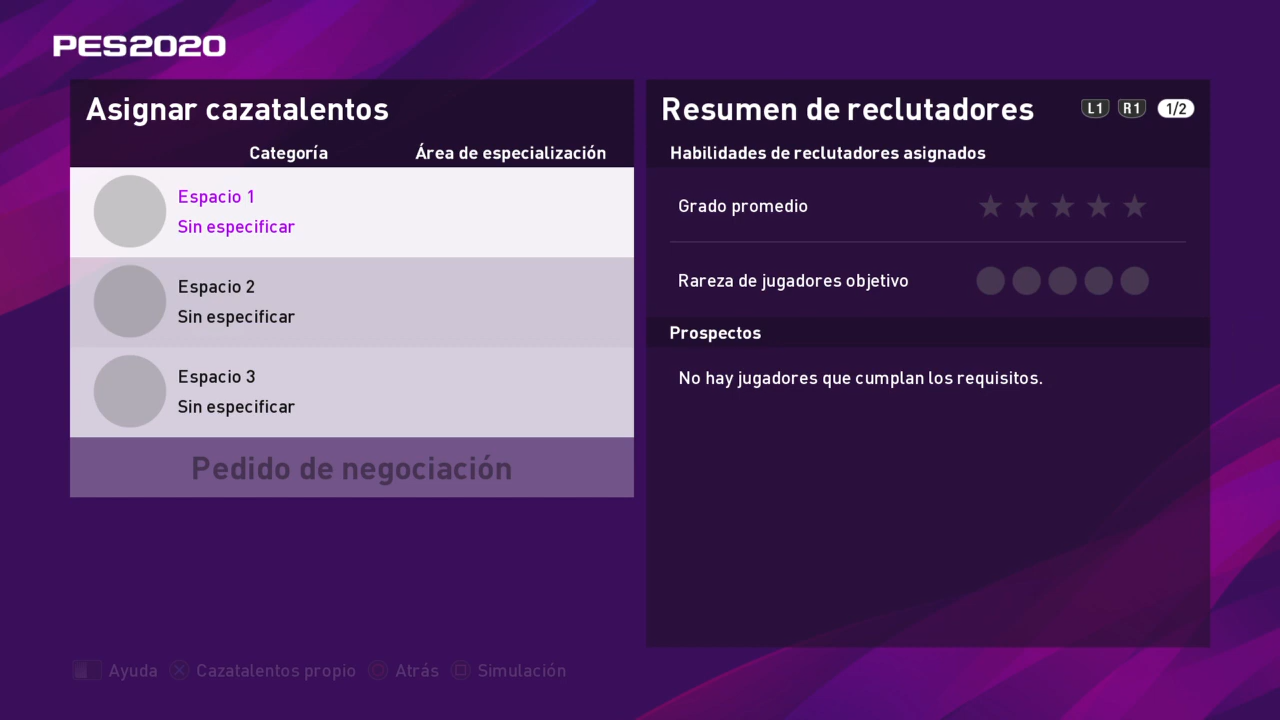 PES2020
Asignar cazatalentos
Categoría Área de especialización
Espacio 1
Sin especificar
Espacio 2
Sin especificar
Espacio 3
Sin especificar
Pedido de negociación
Resumen de reclutadores L1 R1 1/2
Habilidades de reclutadores asignados
Grado promedio
Rareza de jugadores objetivo
Prospectos
No hay jugadores que cumplan los requisitos.
Ayuda Cazatalentos propio Atrás Simulación